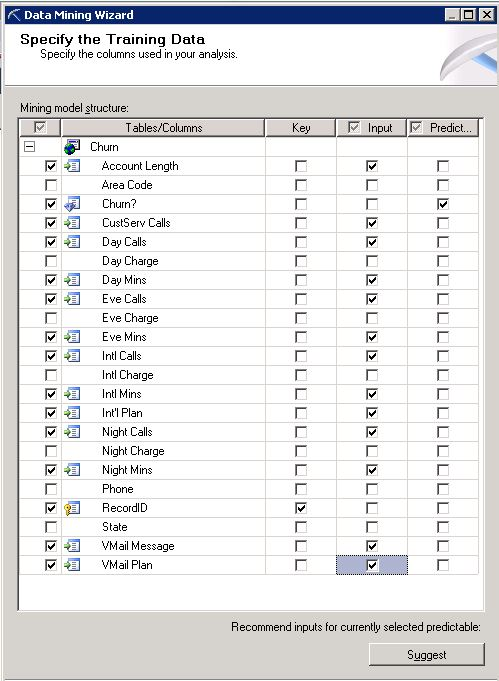 Data Mining Wizard
Specify the Training Data
Specify the columns used in your analysis.
Mining model structure:
Tables/Columns Key Input Predict...
Churn
Account Length
Area Code
Churn?
CustServ Calls
Day Calls
Day Charge
Day Mins
Eve Calls
Eve Charge
Eve Mins
Intl Calls
Intl Charge
Intl Mins
Int'l Plan
Night Calls
Night Charge
Night Mins
Phone
RecordID
State
VMail Message
VMail Plan
Recommend inputs for currently selected predictable:
Suggest